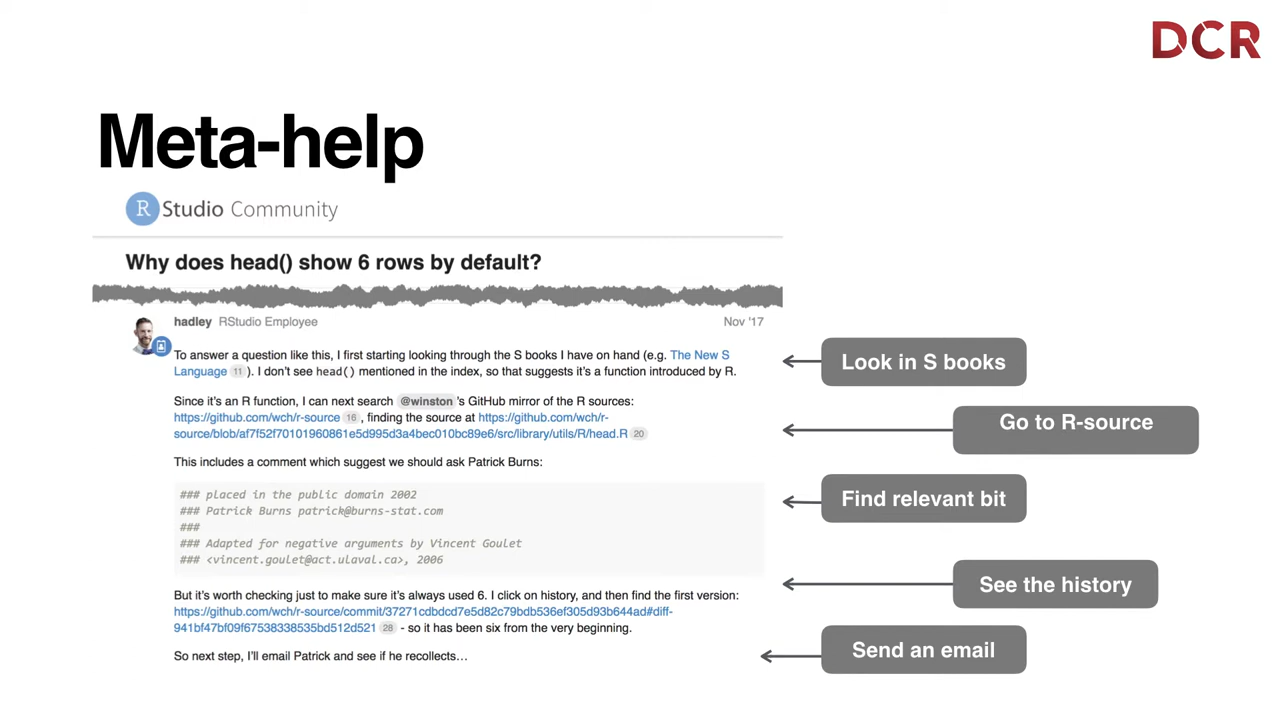 DCR
Meta-help
R Studio Community
Why does head() show 6 rows by default?
hadley RStudio Employee Nov '17
To answer a question like this, I first starting looking through the S books I have on hand (e.g. The New S
Language 11 ). I don't see head() mentioned in the index, so that suggests it's a function introduced by R.
Look in S books
Since it's an R function, I can next search @winston 's GitHub mirror of the R sources:
https://github.com/wch/r-source 16 , finding the source at https://github.com/wch/r-
source/blob/af7f52f70101960861e5d995d3a4bec010bc89e6/src/library/utils/R/head.R 20
Go to R-source
This includes a comment which suggest we should ask Patrick Burns:
### placed in the public domain 2002
### Patrick Burns patrick@burns-stat.com
###
### Adapted for negative arguments by Vincent Goulet
### <vincent.goulet@act.ulaval.ca>, 2006
Find relevant bit
But it's worth checking just to make sure it's always used 6. I click on history, and then find the first version:
https://github.com/wch/r-source/commit/37271cdbdcd7e5d82c79bdb536ef305d93b644ad#diff-
941bf47bf09f67538338535bd512d521 28 - so it has been six from the very beginning.
See the history
So next step, I'll email Patrick and see if he recollects…
Send an email